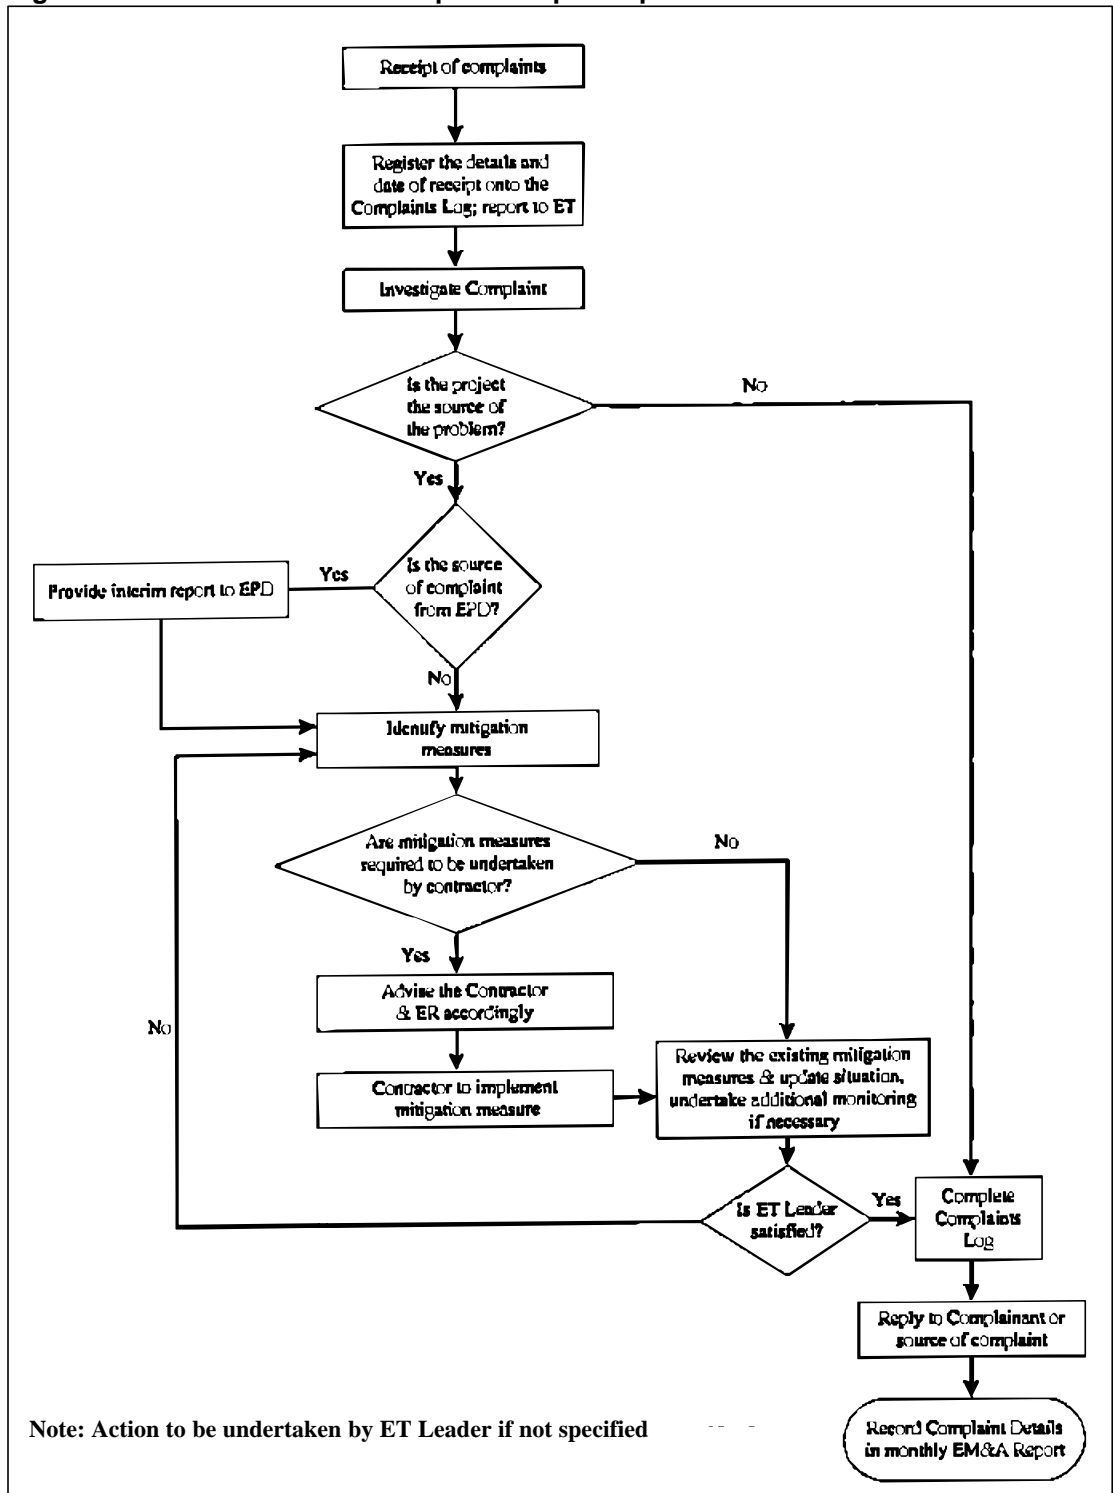 Receipt of complaints
Register the details and
date of receipt onto the
Complaints Log; report to ET
Investigate Complaint
Is the project
the source of
the problem?
No
Yes
Is the source
of complaint
from EPD?
Yes
Provide interim report to EPD
No
Identify mitigation
measures
Are mitigation measures
required to be undertaken
by contractor?
No
Yes
Advise the Contractor
& ER accordingly
No
Contractor to implement
mitigation measure
Review the existing mitigation
measures & update situation,
undertake additional monitoring
if necessary
Is ET Leader
satisfied?
Yes
Complete
Complaints
Log
Reply to Complainant or
source of complaint
Record Complaint Details
in monthly EM&A Report
Note: Action to be undertaken by ET Leader if not specified